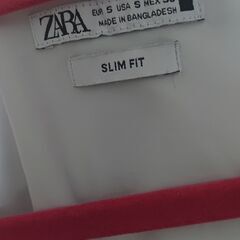 ZARA
EUR S USA S MEX
MADE IN BANGLADESH
SLIM FIT